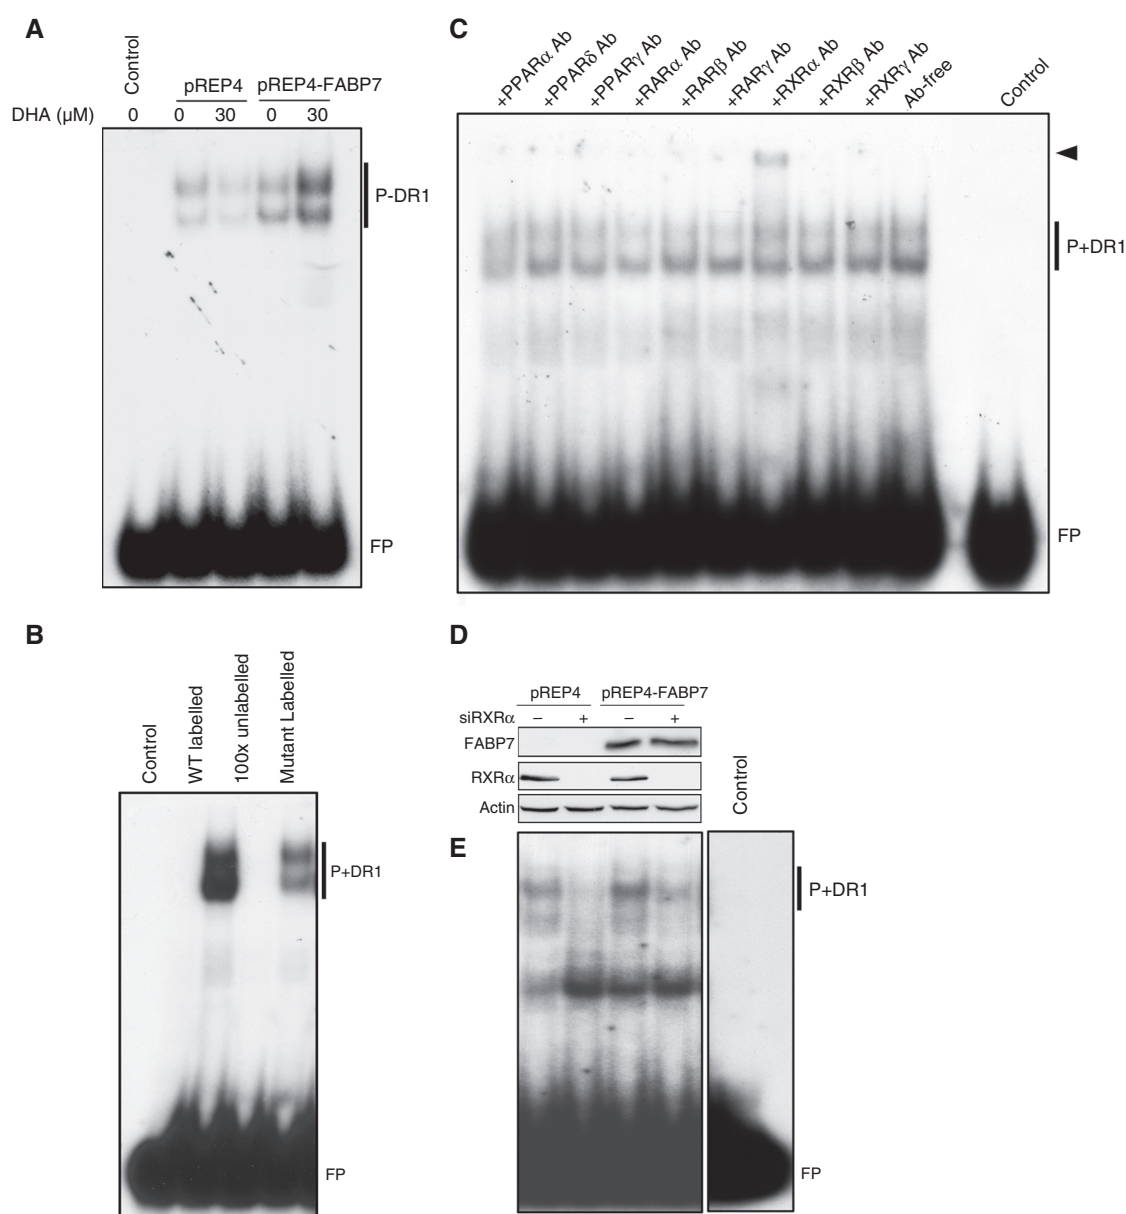 A
Control
pREP4 pREP4-FABP7
DHA (µM) 0 0 30 0 30
P-DR1
FP
C
+PPARα Ab
+PPARδ Ab
+PPARγ Ab
+RARα Ab
+RARβ Ab
+RARγ Ab
+RXRα Ab
+RXRβ Ab
+RXRγ Ab
Ab-free
Control
P+DR1
FP
B
Control
WT labelled
100x unlabelled
Mutant Labelled
P+DR1
FP
D
pREP4 pREP4-FABP7
siRXRα – + – +
FABP7
RXRα
Actin
Control
E
P+DR1
FP